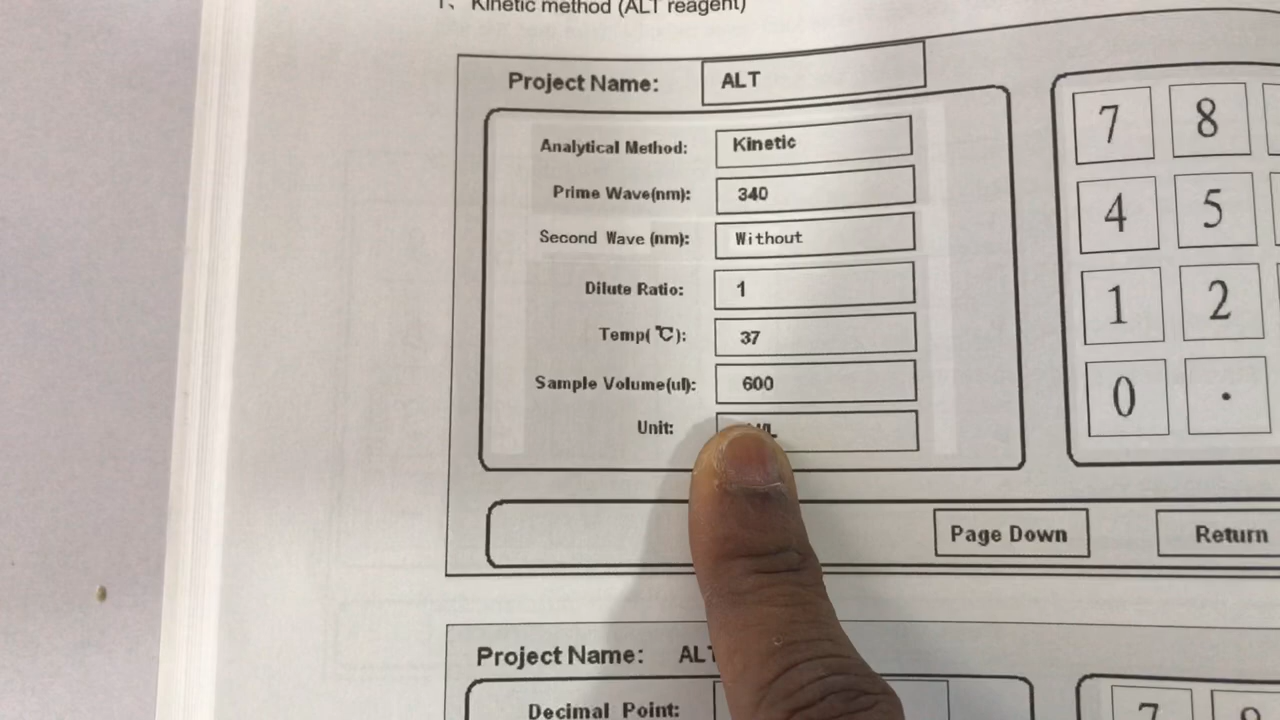 1、 Kinetic method (ALT reagent)
Project Name: ALT
Analytical Method: Kinetic
Prime Wave(nm): 340
Second Wave (nm): Without
Dilute Ratio: 1
Temp(℃): 37
Sample Volume(ul): 600
Unit:
7 8
4 5
1 2
0 .
Page Down Return
Project Name:
Decimal Point:
7